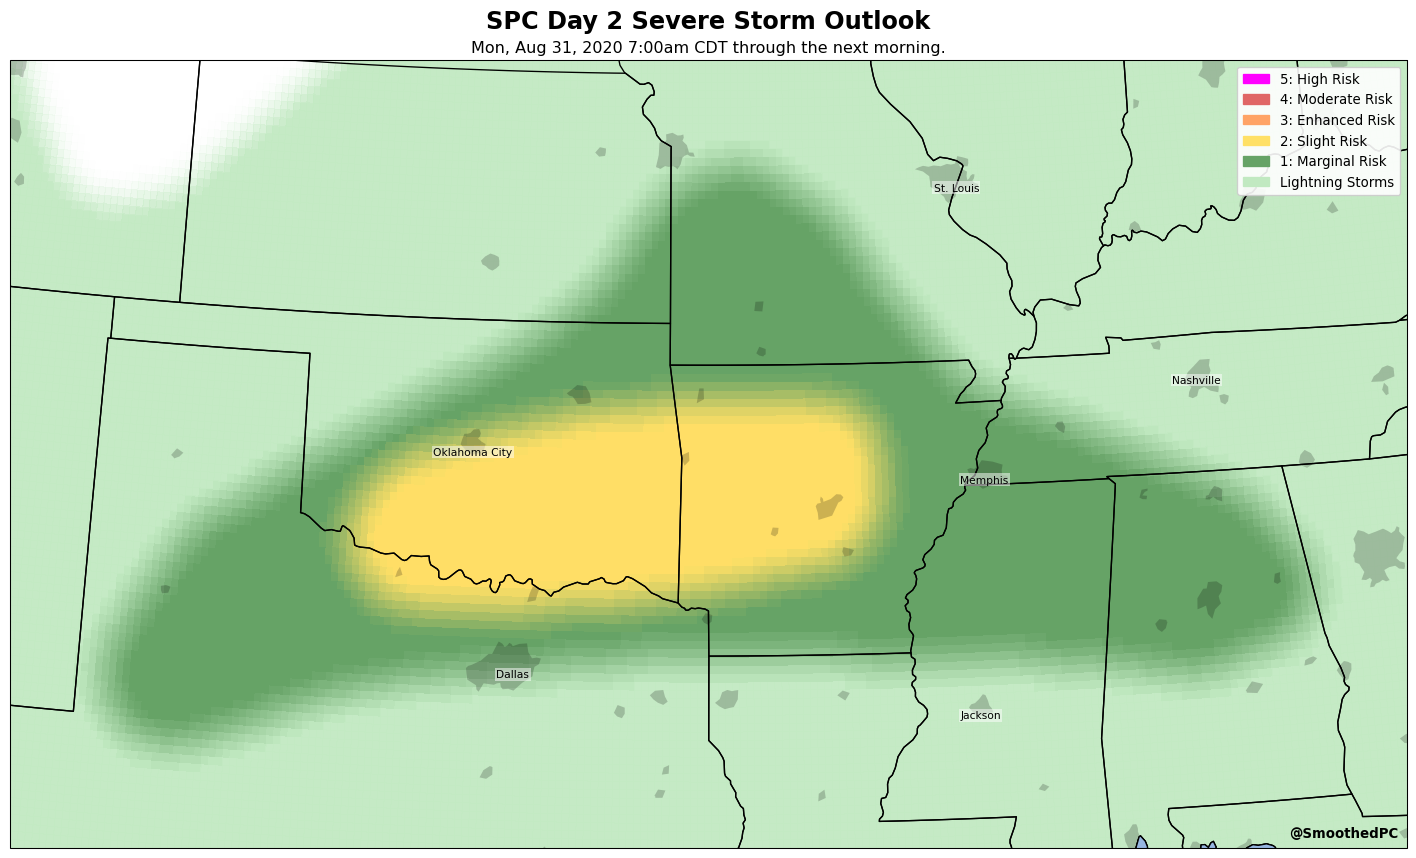 SPC Day 2 Severe Storm Outlook
Mon, Aug 31, 2020 7:00am CDT through the next morning.
5: High Risk
4: Moderate Risk
3: Enhanced Risk
2: Slight Risk
1: Marginal Risk
Lightning Storms
St. Louis
Nashville
Oklahoma City
Memphis
Dallas
Jackson
@SmoothedPC